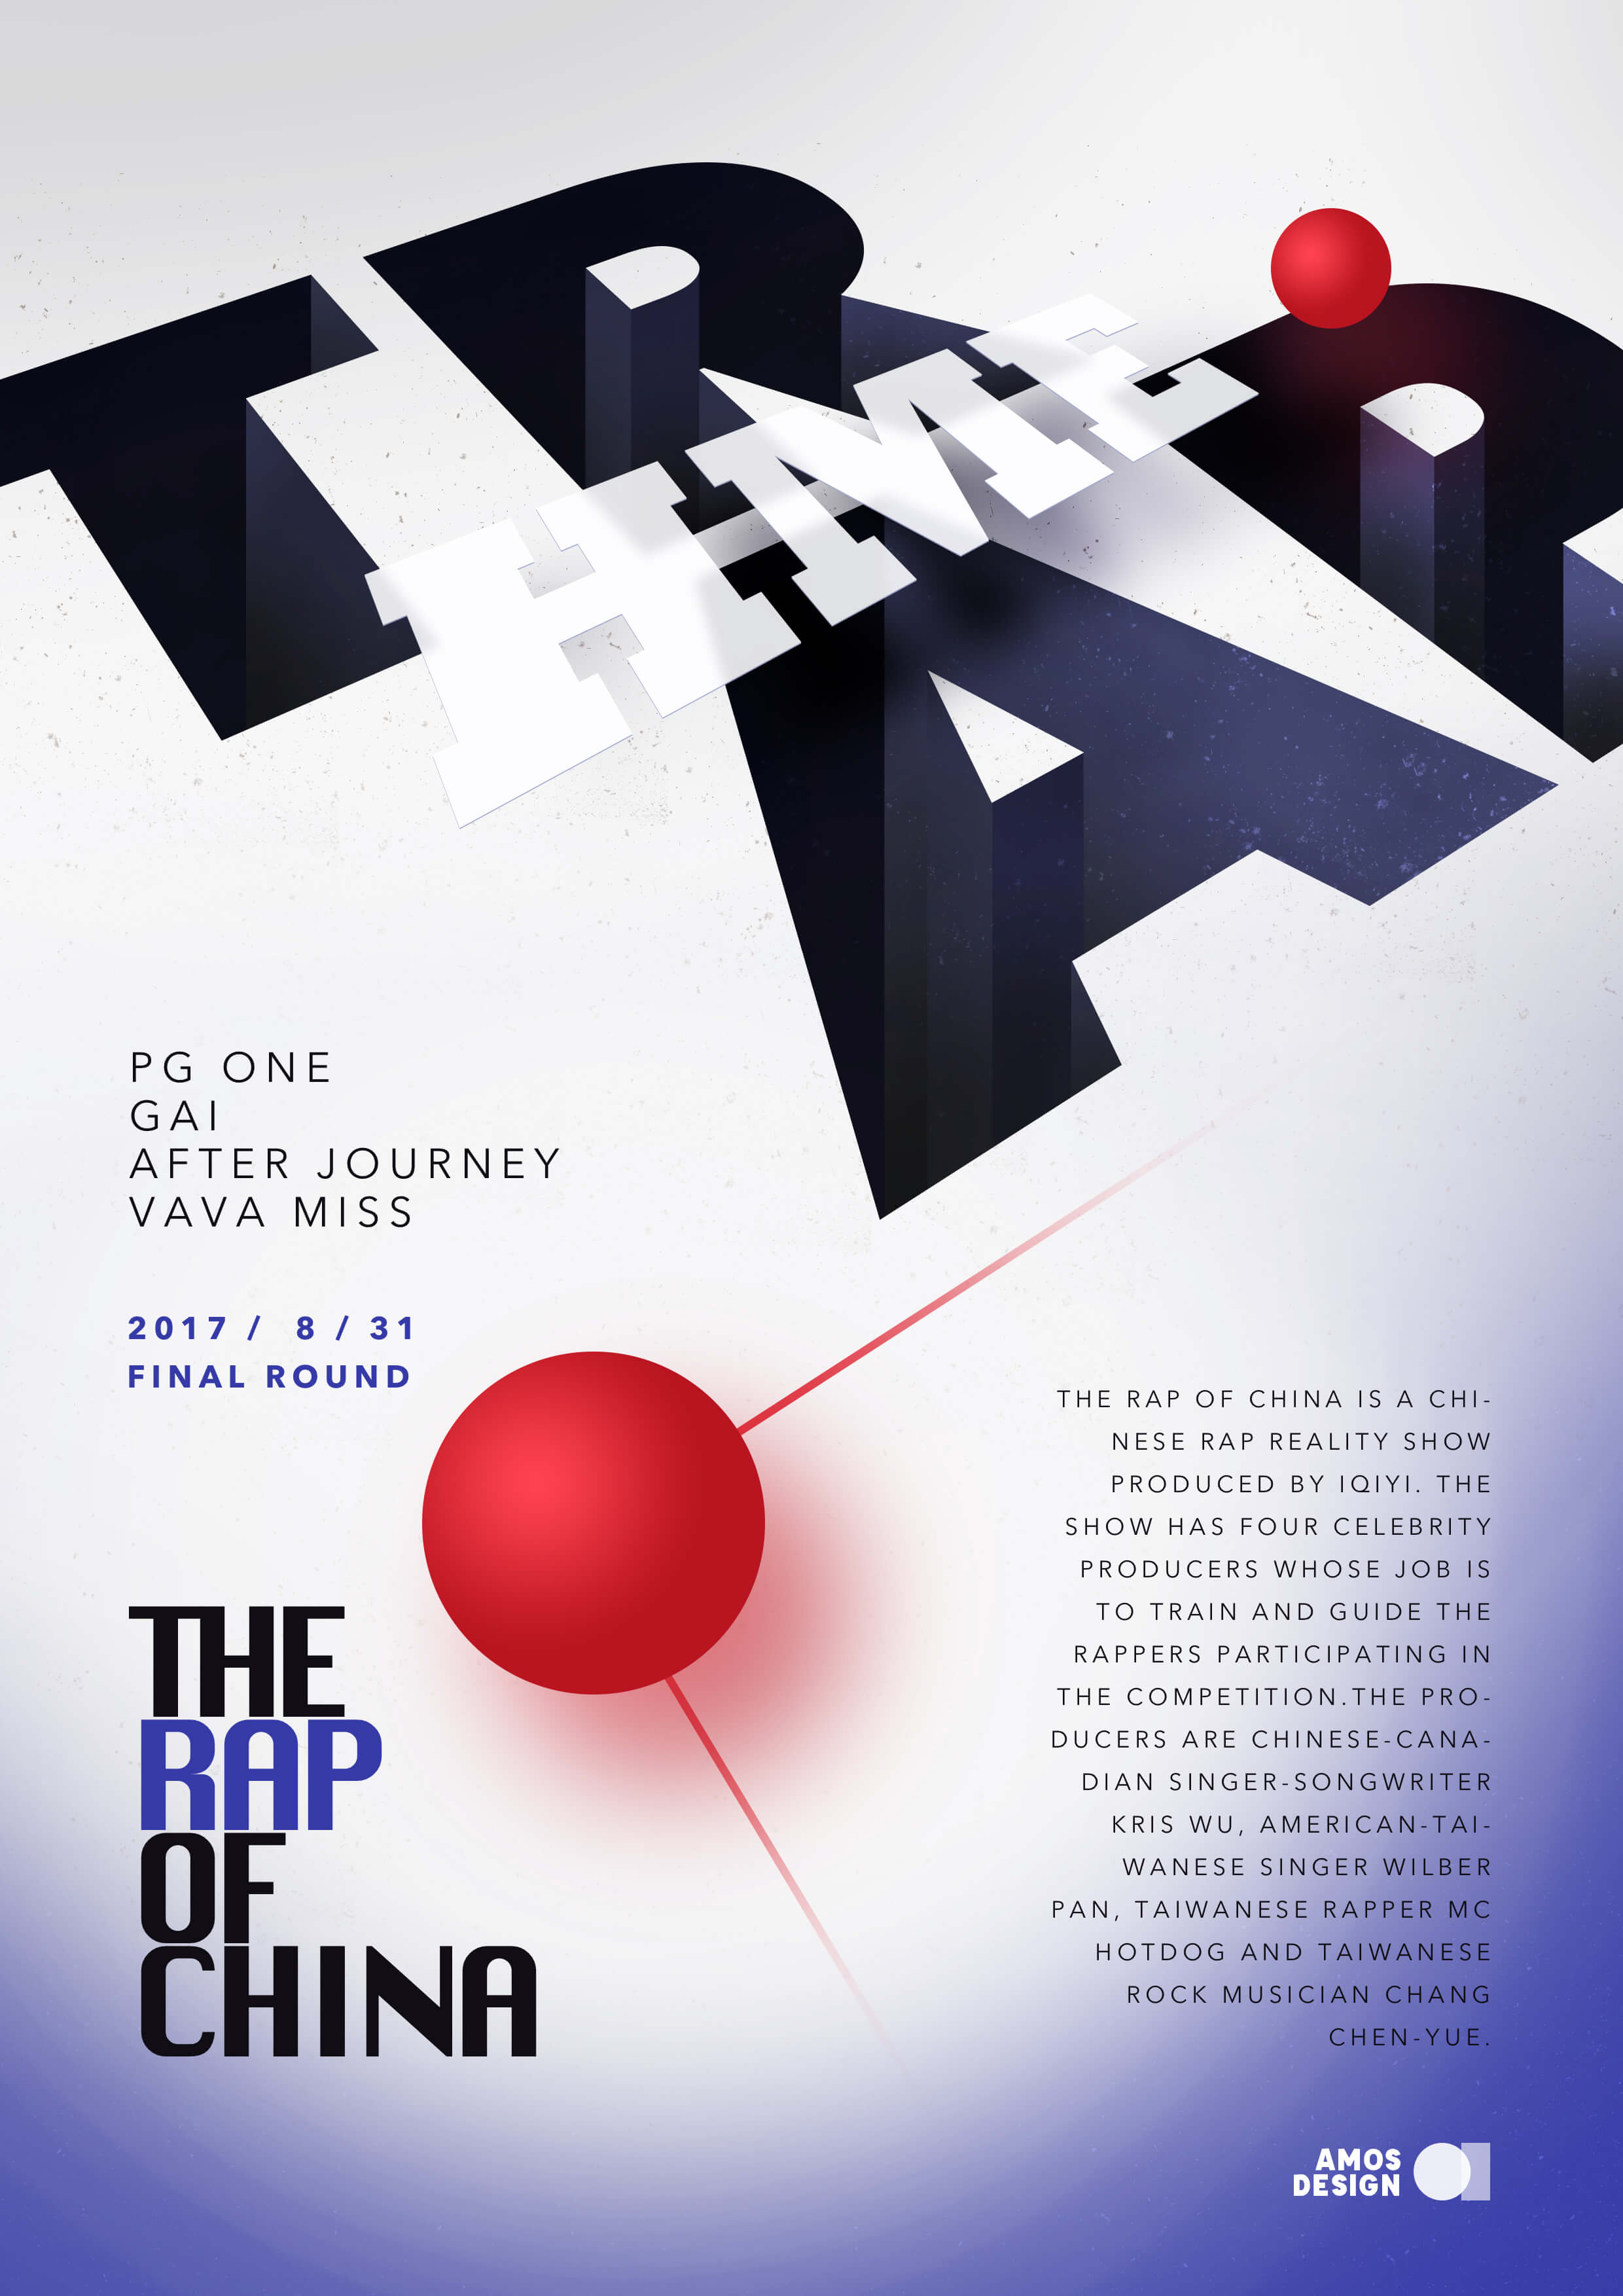 TRAP
HME
PG ONE
GAI
AFTER JOURNEY
VAVA MISS
2017 / 8 / 31
FINAL ROUND
THE
RAP
OF
CHINA
THE RAP OF CHINA IS A CHI-
NESE RAP REALITY SHOW
PRODUCED BY IQIYI. THE
SHOW HAS FOUR CELEBRITY
PRODUCERS WHOSE JOB IS
TO TRAIN AND GUIDE THE
RAPPERS PARTICIPATING IN
THE COMPETITION.THE PRO-
DUCERS ARE CHINESE-CANA-
DIAN SINGER-SONGWRITER
KRIS WU, AMERICAN-TAI-
WANESE SINGER WILBER
PAN, TAIWANESE RAPPER MC
HOTDOG AND TAIWANESE
ROCK MUSICIAN CHANG
CHEN-YUE.
AMOS
DESIGN